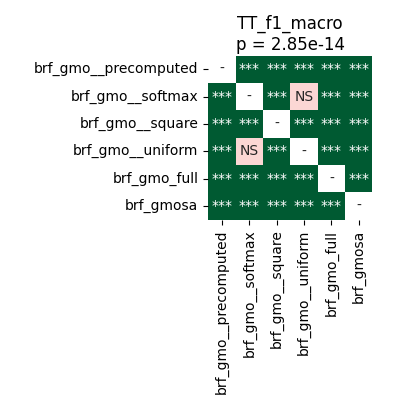 TT_f1_macro
p = 2.85e-14
brf_gmo__precomputed - *** *** *** *** ***
brf_gmo__softmax *** - *** NS *** ***
brf_gmo__square *** *** - *** *** ***
brf_gmo__uniform *** NS *** - *** ***
brf_gmo_full *** *** *** *** - ***
brf_gmosa *** *** *** *** *** -
brf_gmo__precomputed
brf_gmo__softmax
brf_gmo__square
brf_gmo__uniform
brf_gmo_full
brf_gmosa